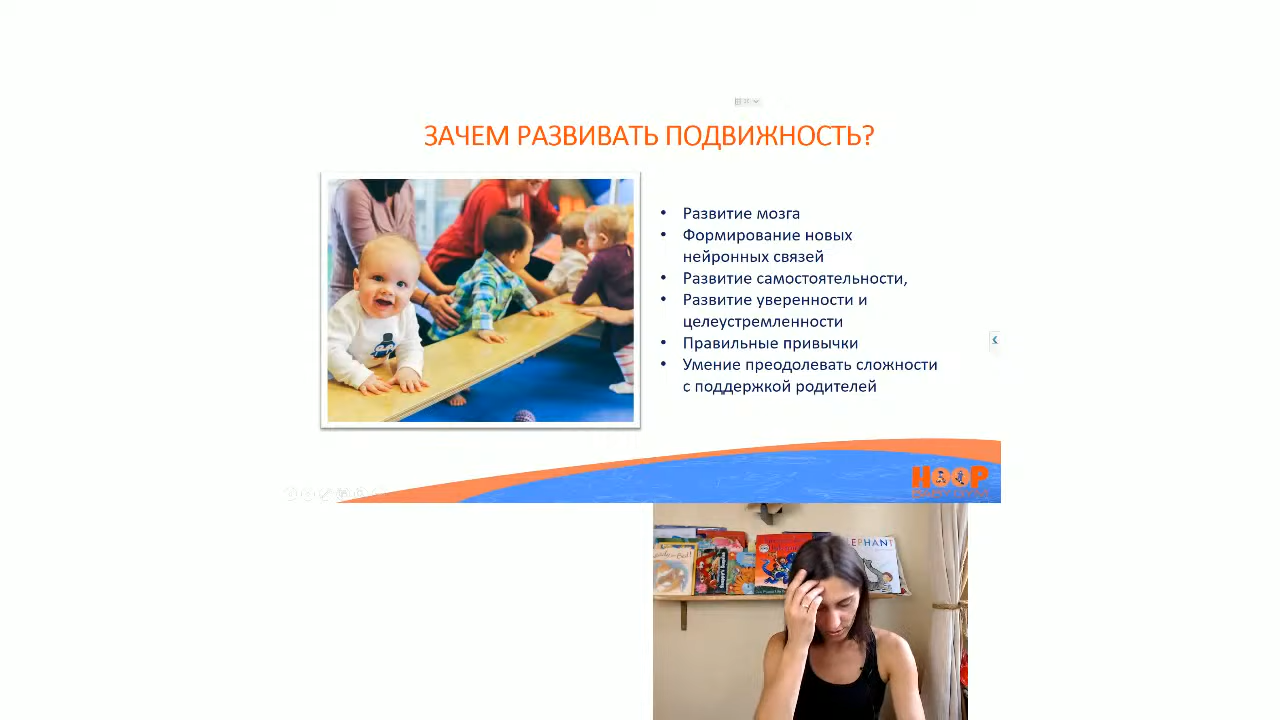 ЗАЧЕМ РАЗВИВАТЬ ПОДВИЖНОСТЬ?
• Развитие мозга
• Формирование новых
нейронных связей
• Развитие самостоятельности,
• Развитие уверенности и
целеустремленности
• Правильные привычки
• Умение преодолевать сложности
с поддержкой родителей
HOOP
ELEPHANT